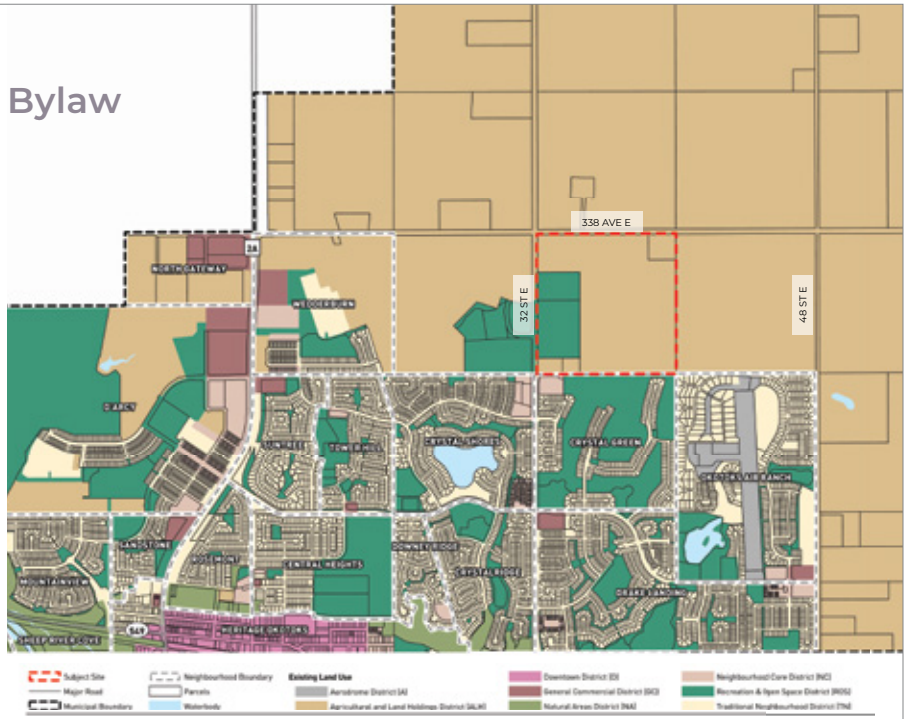 Bylaw
338 AVE E
2A
NORTH GATEWAY
WEDDERBURN
32 ST E
48 ST E
D'ARCY
SUNTREE
TOWER HILL
CRYSTAL SHORES
CRYSTAL GREEN
OKOTOKS AIR RANCH
SANDSTONE
ROSEMONT
CENTRAL HEIGHTS
DOWNEY RIDGE
CRYSTALRIDGE
MOUNTAINVIEW
DRAKE LANDING
549
HERITAGE OKOTOKS
SHEEP RIVER COVE
Subject Site
Neighbourhood Boundary
Existing Land Use
Downtown District (D)
Neighbourhood Core District (NC)
Major Road
Parcels
Aerodrome District (A)
General Commercial District (GC)
Recreation & Open Space District (ROS)
Municipal Boundary
Waterbody
Agricultural and Land Holdings District (ALH)
Natural Areas District (NA)
Traditional Neighbourhood District (TN)